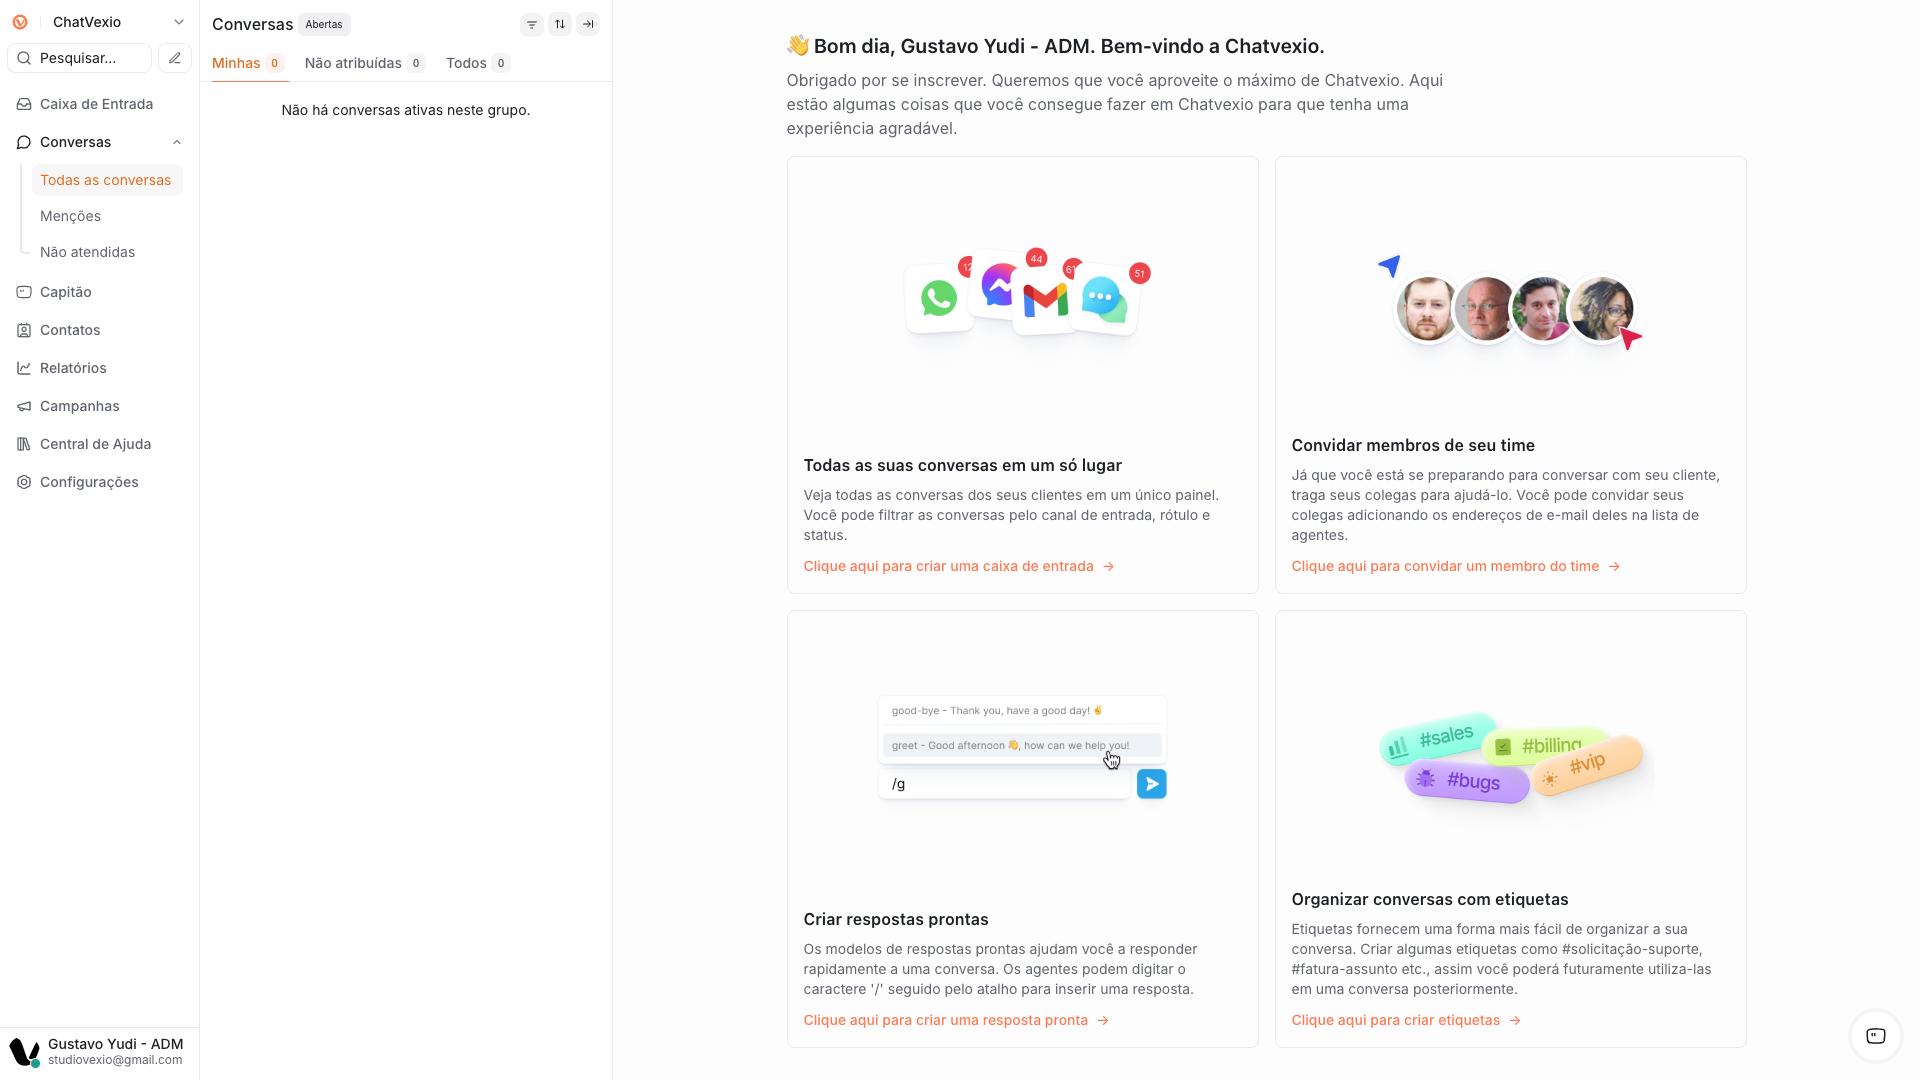 ChatVexio
Pesquisar...
Caixa de Entrada
Conversas
Todas as conversas
Menções
Não atendidas
Capitão
Contatos
Relatórios
Campanhas
Central de Ajuda
Configurações
Gustavo Yudi - ADM
studiovexio@gmail.com
Conversas Abertas
Minhas 0 Não atribuídas 0 Todos 0
Não há conversas ativas neste grupo.
👋 Bom dia, Gustavo Yudi - ADM. Bem-vindo a Chatvexio.
Obrigado por se inscrever. Queremos que você aproveite o máximo de Chatvexio. Aqui
estão algumas coisas que você consegue fazer em Chatvexio para que tenha uma
experiência agradável.
12 44 61 51
Todas as suas conversas em um só lugar
Veja todas as conversas dos seus clientes em um único painel.
Você pode filtrar as conversas pelo canal de entrada, rótulo e
status.
Clique aqui para criar uma caixa de entrada →
Convidar membros de seu time
Já que você está se preparando para conversar com seu cliente,
traga seus colegas para ajudá-lo. Você pode convidar seus
colegas adicionando os endereços de e-mail deles na lista de
agentes.
Clique aqui para convidar um membro do time →
good-bye - Thank you, have a good day! ✌
greet - Good afternoon 👋, how can we help you!
/g
Criar respostas prontas
Os modelos de respostas prontas ajudam você a responder
rapidamente a uma conversa. Os agentes podem digitar o
caractere '/' seguido pelo atalho para inserir uma resposta.
Clique aqui para criar uma resposta pronta →
#sales
#billing
#bugs
#vip
Organizar conversas com etiquetas
Etiquetas fornecem uma forma mais fácil de organizar a sua
conversa. Criar algumas etiquetas como #solicitação-suporte,
#fatura-assunto etc., assim você poderá futuramente utiliza-las
em uma conversa posteriormente.
Clique aqui para criar etiquetas →